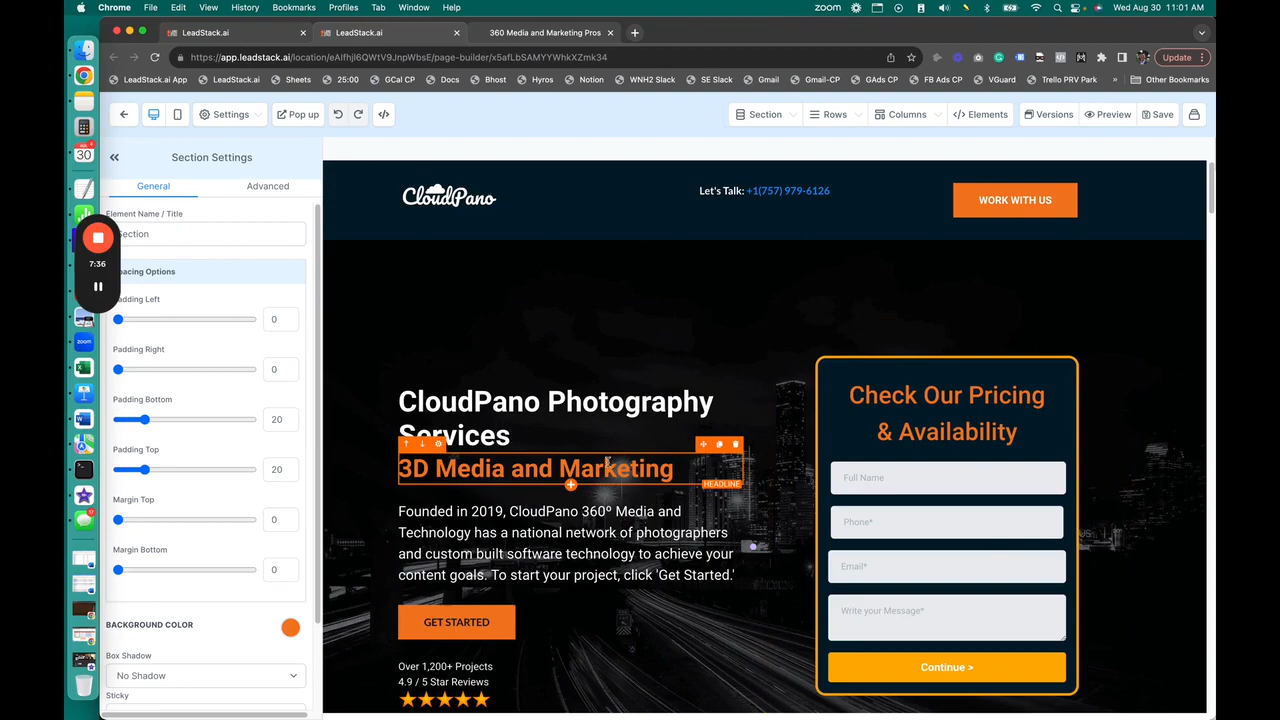 Chrome File Edit View History Bookmarks Profiles Tab Window Help
zoom Wed Aug 30 11:01 AM
LeadStack.ai
LeadStack.ai
360 Media and Marketing Pros
https://app.leadstack.ai/location/eAlfhjl6QWtV9JnpWbsE/page-builder/x5afLbSAMYYWhkXZmk34
Update
LeadStack.ai App LeadStack.ai Sheets 25:00 GCal CP Docs Bhost Hyros Notion WNH2 Slack SE Slack Gmail Gmail-CP GAds CP FB Ads CP VGuard Trello PRV Park » Other Bookmarks
Settings Pop up Section Rows Columns Elements Versions Preview Save
Section Settings
General Advanced
Element Name / Title
Section
pacing Options
adding Left
0
Padding Right
0
Padding Bottom
20
Padding Top
20
Margin Top
0
Margin Bottom
0
BACKGROUND COLOR
Box Shadow
No Shadow
Sticky
7:36
30
CloudPano
Let's Talk: +1(757) 979-6126
WORK WITH US
CloudPano Photography
Services
3D Media and Marketing
HEADLINE
Founded in 2019, CloudPano 360º Media and
Technology has a national network of photographers
and custom built software technology to achieve your
content goals. To start your project, click 'Get Started.'
GET STARTED
Over 1,200+ Projects
4.9 / 5 Star Reviews
Check Our Pricing
& Availability
Full Name
Phone*
Email*
Write your Message*
Continue >